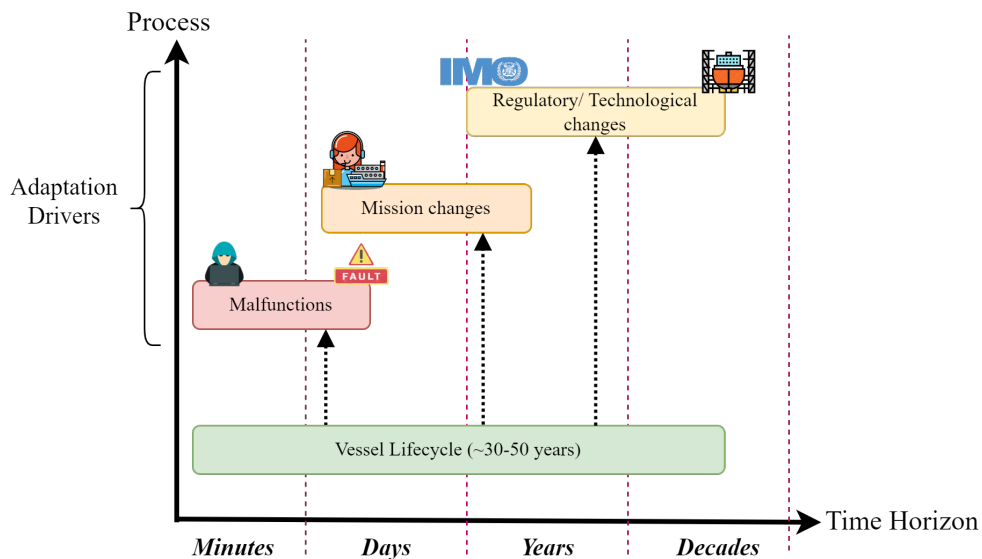 Process
IMO
Regulatory/ Technological
changes
Adaptation
Drivers
Mission changes
FAULT
Malfunctions
Vessel Lifecycle (~30-50 years)
Time Horizon
Minutes
Days
Years
Decades